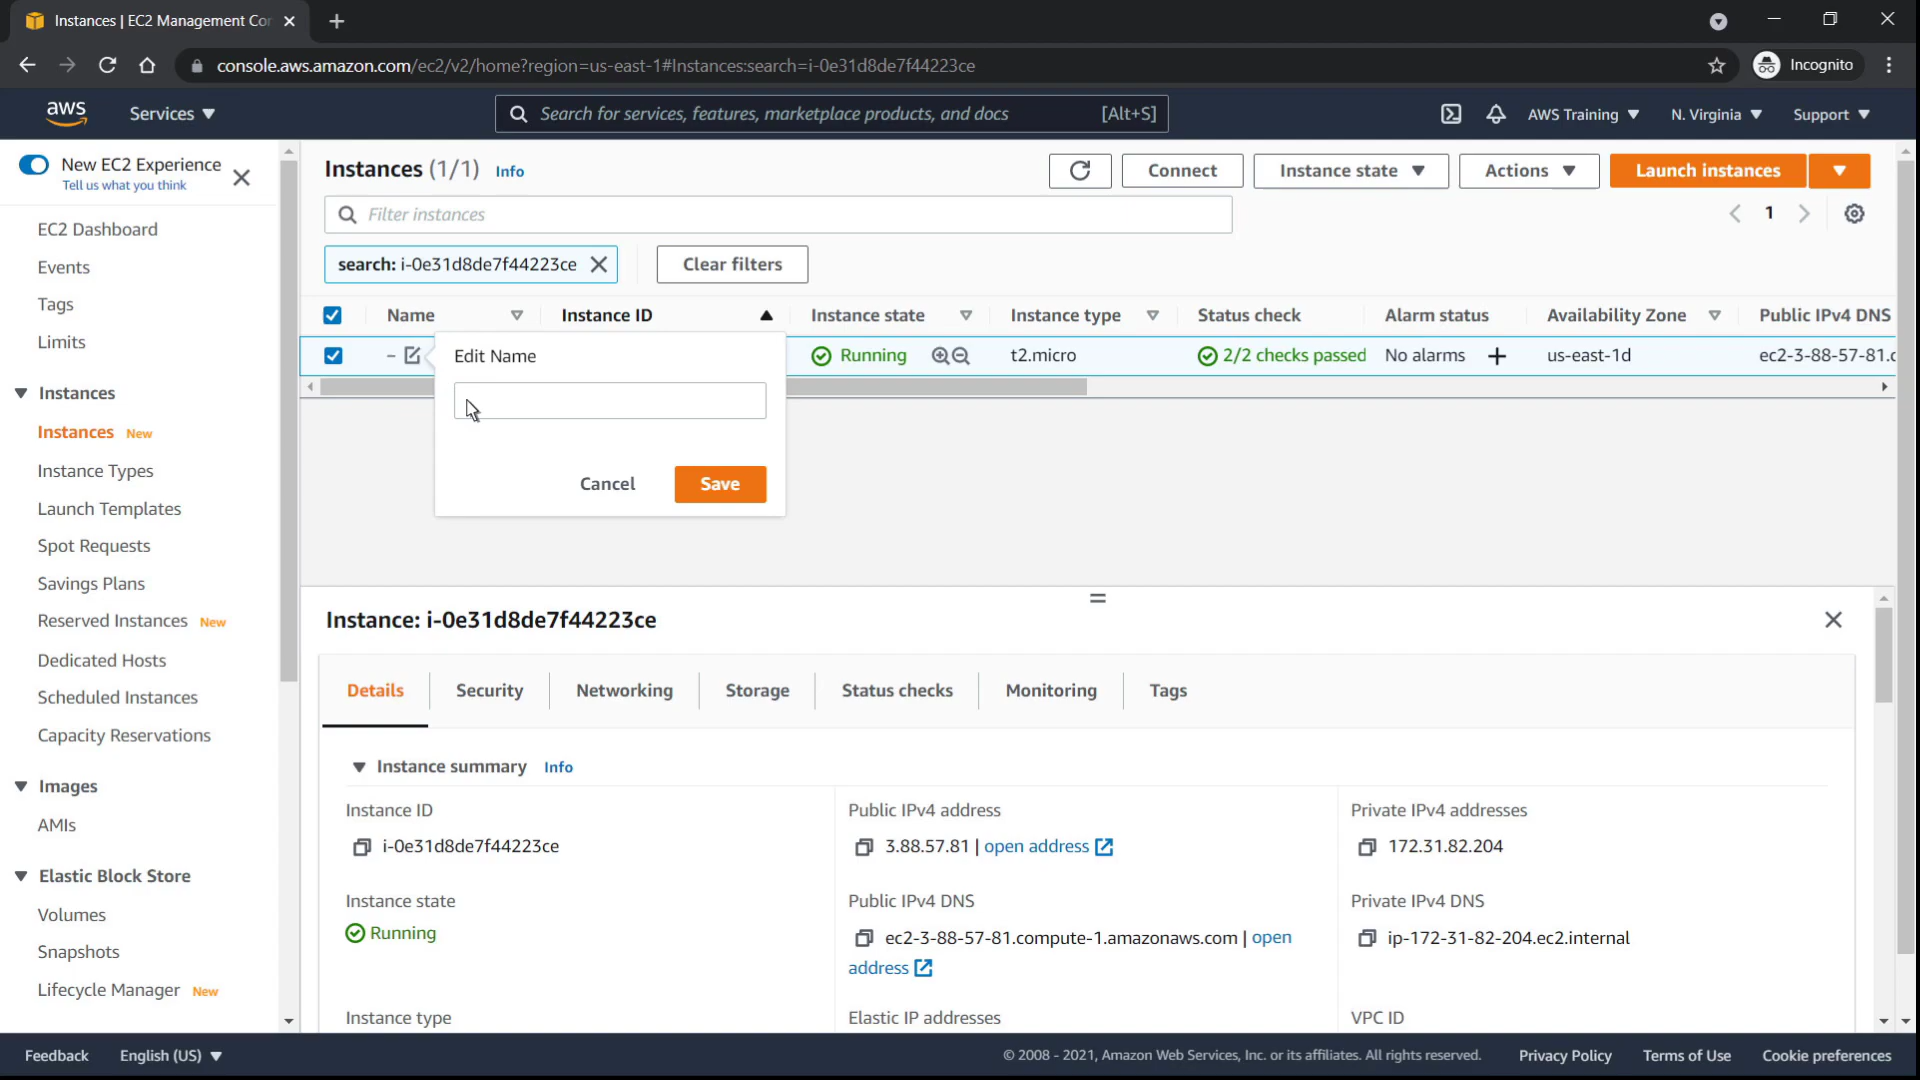 Instances | EC2 Management Cor
console.aws.amazon.com/ec2/v2/home?region=us-east-1#Instances:search=i-0e31d8de7f44223ce
Incognito
aws
Services
Search for services, features, marketplace products, and docs [Alt+S]
AWS Training
N. Virginia
Support
New EC2 Experience
Tell us what you think
EC2 Dashboard
Events
Tags
Limits
Instances
Instances New
Instance Types
Launch Templates
Spot Requests
Savings Plans
Reserved Instances New
Dedicated Hosts
Scheduled Instances
Capacity Reservations
Images
AMIs
Elastic Block Store
Volumes
Snapshots
Lifecycle Manager New
Instances (1/1) Info
Connect
Instance state
Actions
Launch instances
Filter instances
1
search: i-0e31d8de7f44223ce
Clear filters
Name Instance ID Instance state Instance type Status check Alarm status Availability Zone Public IPv4 DNS
– Running t2.micro 2/2 checks passed No alarms + us-east-1d ec2-3-88-57-81.c
Edit Name
Cancel
Save
Instance: i-0e31d8de7f44223ce
Details Security Networking Storage Status checks Monitoring Tags
Instance summary Info
Instance ID
i-0e31d8de7f44223ce
Public IPv4 address
3.88.57.81 | open address
Private IPv4 addresses
172.31.82.204
Instance state
Running
Public IPv4 DNS
ec2-3-88-57-81.compute-1.amazonaws.com | open
address
Private IPv4 DNS
ip-172-31-82-204.ec2.internal
Instance type
Elastic IP addresses
VPC ID
Feedback
English (US)
© 2008 - 2021, Amazon Web Services, Inc. or its affiliates. All rights reserved.
Privacy Policy
Terms of Use
Cookie preferences